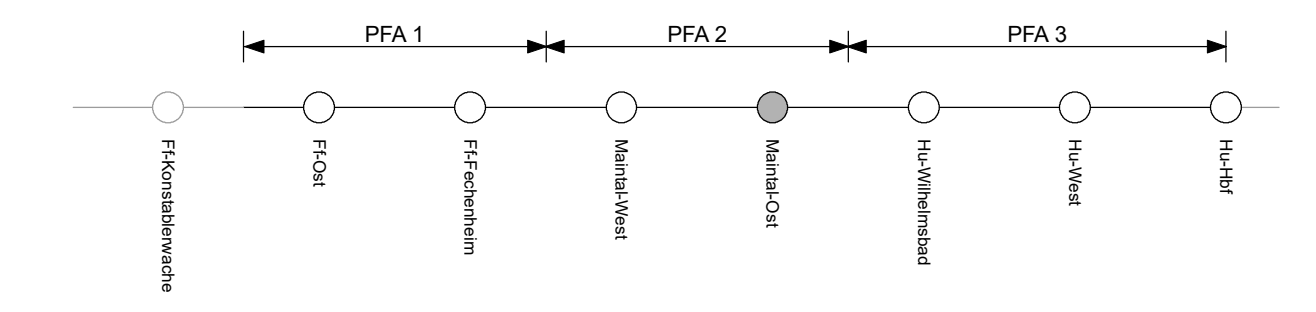 PFA 1
PFA 2
PFA 3
Ff-Konstablerwache
Ff-Ost
Ff-Fechenheim
Maintal-West
Maintal-Ost
Hu-Wilhelmsbad
Hu-West
Hu-Hbf